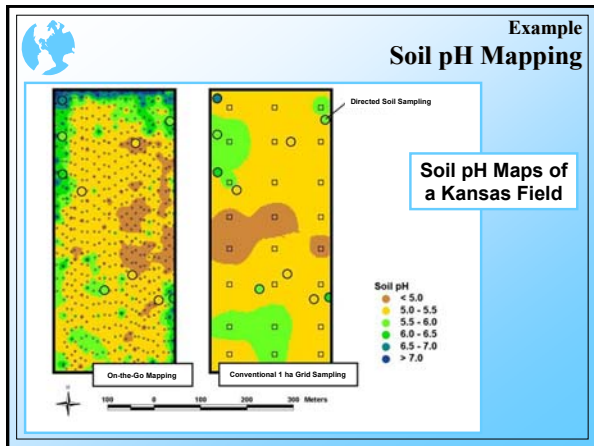 Example
Soil pH Mapping
Directed Soil Sampling
Soil pH Maps of
a Kansas Field
Soil pH
< 5.0
5.0 - 5.5
5.5 - 6.0
6.0 - 6.5
6.5 - 7.0
> 7.0
On-the-Go Mapping
Conventional 1 ha Grid Sampling
100 0 100 200 300 Meters